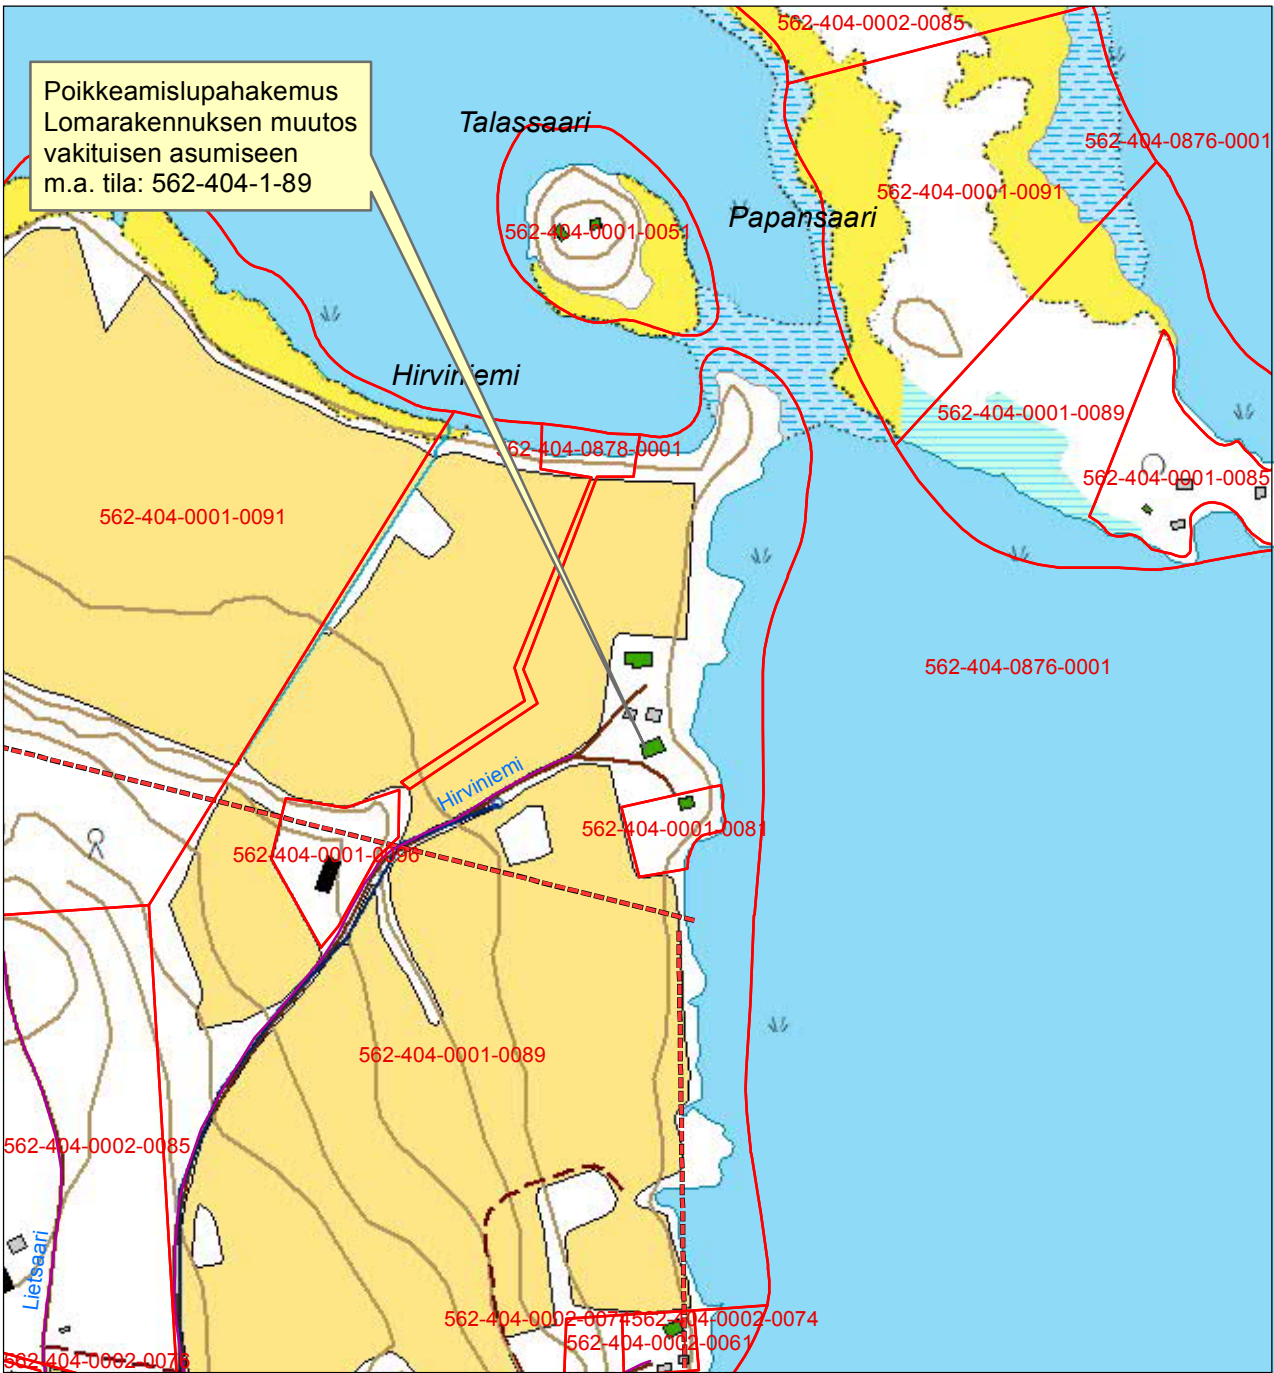 562-404-0002-0085
Poikkeamislupahakemus
Lomarakennuksen muutos
vakituisen asumiseen
m.a. tila: 562-404-1-89
Talassaari
562-404-0876-0001
562-404-0001-0091
Papansaari
562-404-0001-0051
Hirviniemi
562-404-0001-0089
562-404-0878-0001
562-404-0001-0085
562-404-0001-0091
562-404-0876-0001
Hirviniemi
562-404-0001-0081
562-404-0001-0096
562-404-0001-0089
562-404-0002-0085
Lietsaari
562-404-0002-0074
562-404-0002-0074
562-404-0002-0061
562-404-0002-0076